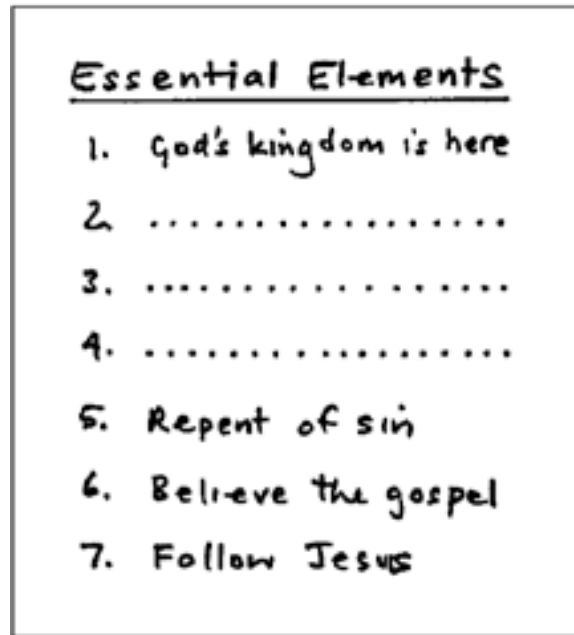 Essential Elements
1. God's kingdom is here
2 .................
3. .................
4. .................
5. Repent of sin
6. Believe the gospel
7. Follow Jesus